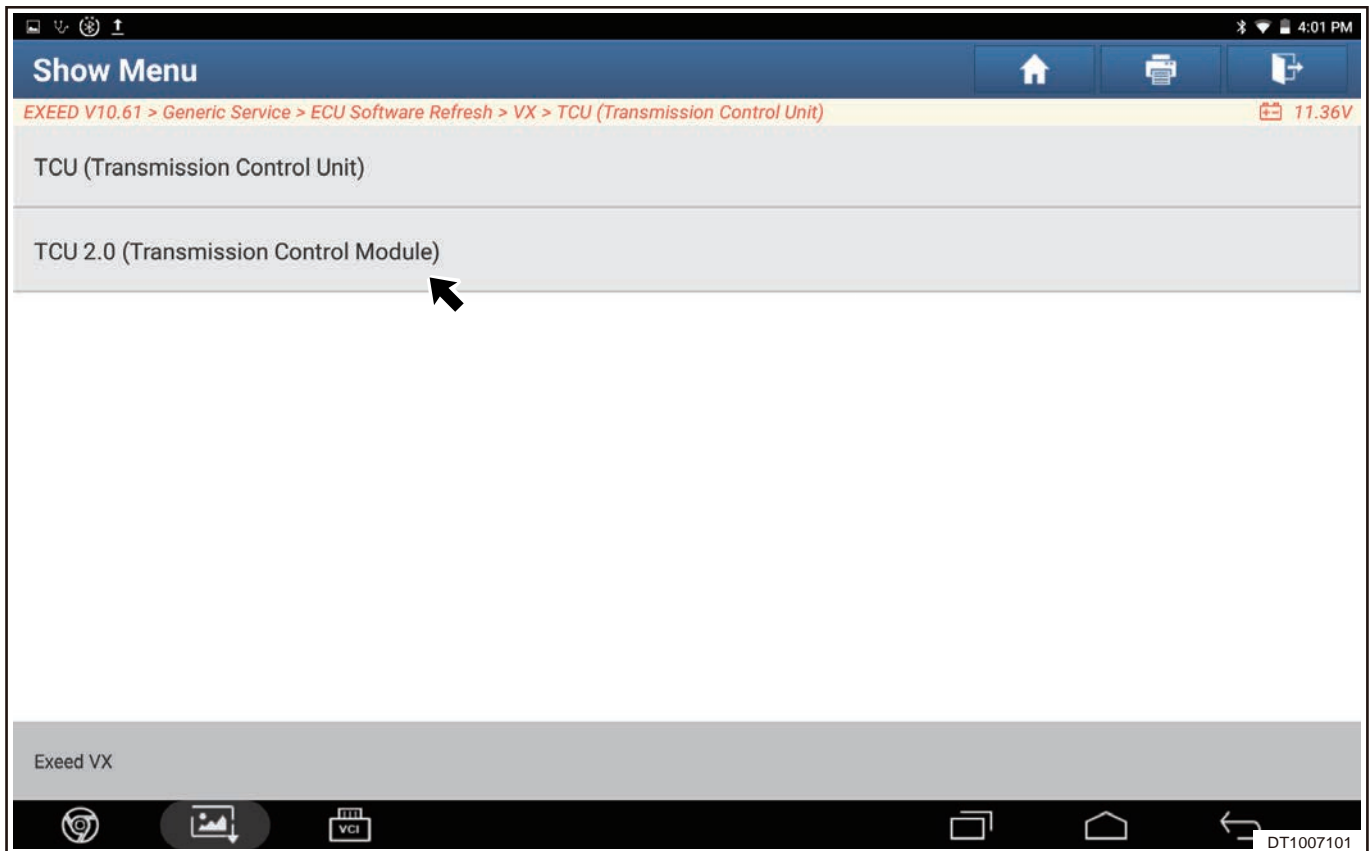 4:01 PM
Show Menu
EXEED V10.61 > Generic Service > ECU Software Refresh > VX > TCU (Transmission Control Unit)
11.36V
TCU (Transmission Control Unit)
TCU 2.0 (Transmission Control Module)
Exeed VX
VCI
DT1007101